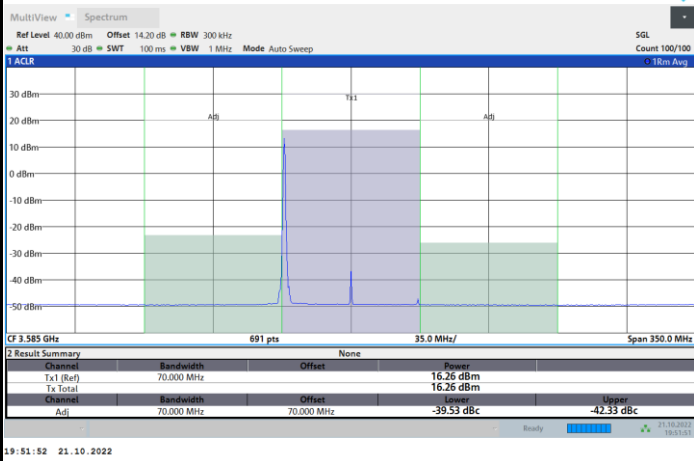 MultiView Spectrum
Ref Level 40.00 dBm Offset 14.20 dB RBW 300 kHz SGL
Att 30 dB SWT 100 ms VBW 1 MHz Mode Auto Sweep Count 100/100
1 ACLR 1Rm Avg
30 dBm
Tx1
20 dBm
Adj Adj
10 dBm
0 dBm
-10 dBm
-20 dBm
-30 dBm
-40 dBm
-50 dBm
CF 3.585 GHz 691 pts 35.0 MHz/ Span 350.0 MHz
2 Result Summary None
Channel Bandwidth Offset Power
Tx1 (Ref) 70.000 MHz 16.26 dBm
Tx Total 16.26 dBm
Channel Bandwidth Offset Lower Upper
Adj 70.000 MHz 70.000 MHz -39.53 dBc -42.33 dBc
Ready 21.10.2022
19:51:51
19:51:52 21.10.2022